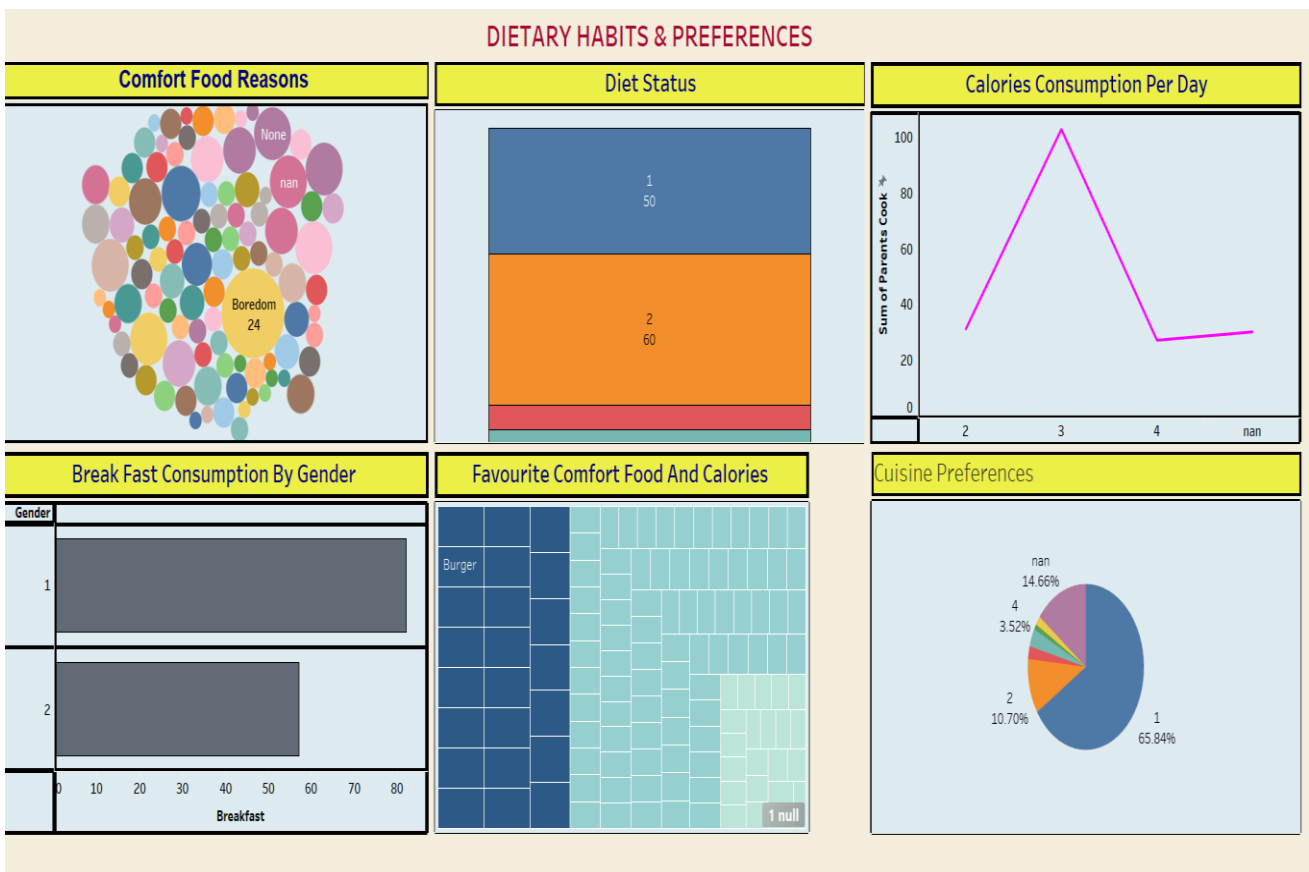 DIETARY HABITS & PREFERENCES
Comfort Food Reasons
None
nan
Boredom
24
Diet Status
1
50
2
60
Calories Consumption Per Day
Sum of Parents Cook
100
80
60
40
20
0
2 3 4 nan
Break Fast Consumption By Gender
Gender
1
2
0 10 20 30 40 50 60 70 80
Breakfast
Favourite Comfort Food And Calories
Burger
1 null
Cuisine Preferences
nan
14.66%
4
3.52%
2
10.70%
1
65.84%